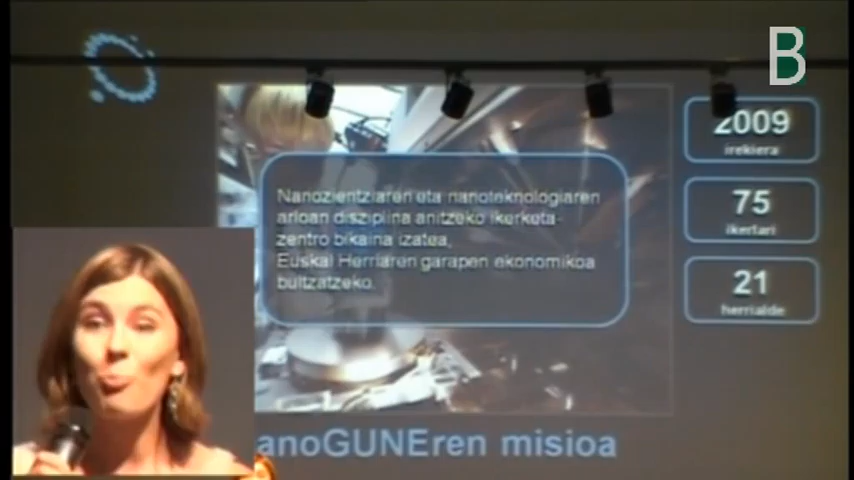 B
2009
irekiera
Nanozientziaren eta nanoteknologiaren
arloan disziplina anitzeko ikerketa-
zentro bikaina izatea,
Euskal Herriaren garapen ekonomikoa
bultzatzeko.
75
ikertari
21
herrialde
anoGUNEren misioa